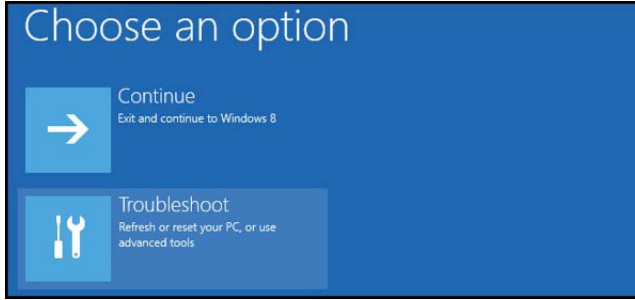 Choose an option
Continue
Exit and continue to Windows 8
Troubleshoot
Refresh or reset your PC, or use
advanced tools